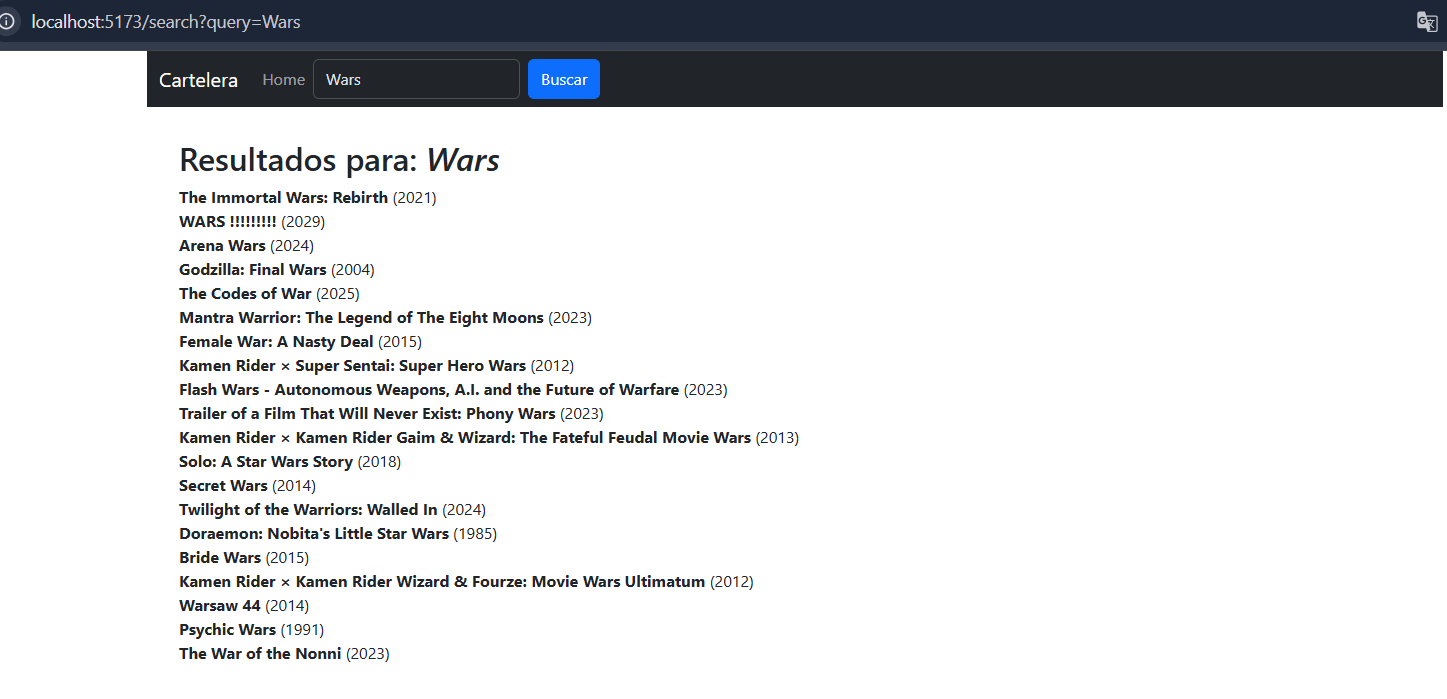 localhost:5173/search?query=Wars
Cartelera Home Wars Buscar
Resultados para: Wars
The Immortal Wars: Rebirth (2021)
WARS !!!!!!!!! (2029)
Arena Wars (2024)
Godzilla: Final Wars (2004)
The Codes of War (2025)
Mantra Warrior: The Legend of The Eight Moons (2023)
Female War: A Nasty Deal (2015)
Kamen Rider × Super Sentai: Super Hero Wars (2012)
Flash Wars - Autonomous Weapons, A.I. and the Future of Warfare (2023)
Trailer of a Film That Will Never Exist: Phony Wars (2023)
Kamen Rider × Kamen Rider Gaim & Wizard: The Fateful Feudal Movie Wars (2013)
Solo: A Star Wars Story (2018)
Secret Wars (2014)
Twilight of the Warriors: Walled In (2024)
Doraemon: Nobita's Little Star Wars (1985)
Bride Wars (2015)
Kamen Rider × Kamen Rider Wizard & Fourze: Movie Wars Ultimatum (2012)
Warsaw 44 (2014)
Psychic Wars (1991)
The War of the Nonni (2023)